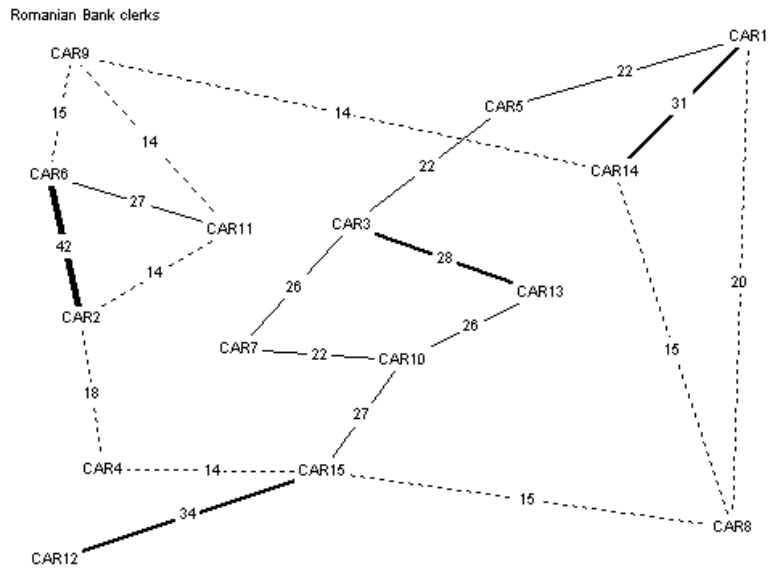 Romanian Bank clerks
CAR1
CAR9
22
CAR5
31
15
14
14
22
CAR14
CAR6
27
CAR3
CAR11
42
28
14
20
26
CAR13
CAR2
26
CAR7
22
CAR10
15
18
27
CAR4
14
CAR15
15
34
CAR8
CAR12